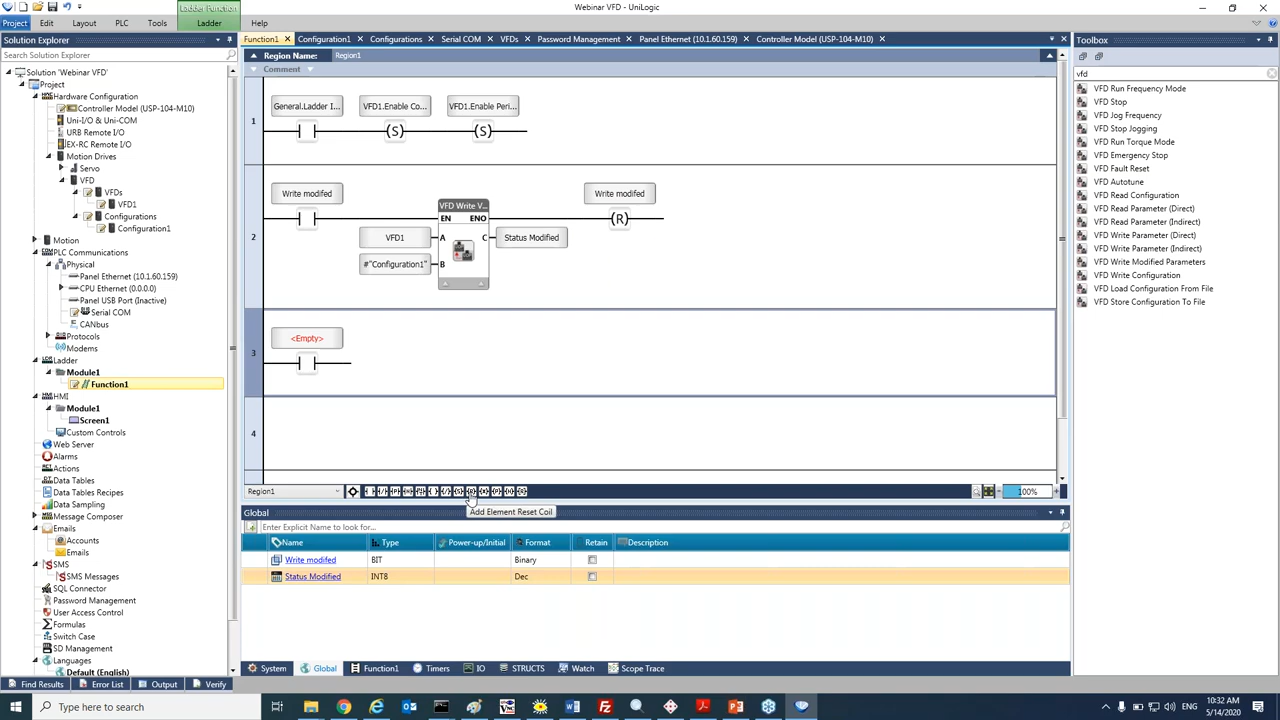 Webinar VFD - UniLogic
Ladder Function
Project Edit Layout PLC Tools Ladder Help
Solution Explorer
Search Solution Explorer
Solution 'Webinar VFD'
Project
Hardware Configuration
Controller Model (USP-104-M10)
Uni-I/O & Uni-COM
URB Remote I/O
EX-RC Remote I/O
Motion Drives
Servo
VFD
VFDs
VFD1
Configurations
Configuration1
Motion
PLC Communications
Physical
Panel Ethernet (10.1.60.159)
CPU Ethernet (0.0.0.0)
Panel USB Port (Inactive)
Serial COM
CANbus
Protocols
Modems
Ladder
Module1
Function1
HMI
Module1
Screen1
Custom Controls
Web Server
Alarms
Actions
Data Tables
Data Tables Recipes
Data Sampling
Message Composer
Emails
Accounts
Emails
SMS
SMS Messages
SQL Connector
Password Management
User Access Control
Formulas
Switch Case
SD Management
Languages
Default (English)
Find Results Error List Output Verify
Function1 Configuration1 Configurations Serial COM VFDs Password Management Panel Ethernet (10.1.60.159) Controller Model (USP-104-M10)
Region Name: Region1
Comment
1
General.Ladder I... VFD1.Enable Co... VFD1.Enable Peri...
(S) (S)
2
Write modifed VFD Write V... Write modifed
EN ENO (R)
VFD1 A C Status Modified
#"Configuration1" B
3
<Empty>
4
Region1 100%
Add Element Reset Coil
Global
Enter Explicit Name to look for...
Name Type Power-up/Initial Format Retain Description
Write modifed BIT Binary
Status Modified INT8 Dec
System Global Function1 Timers IO STRUCTS Watch Scope Trace
Toolbox
vfd
VFD Run Frequency Mode
VFD Stop
VFD Jog Frequency
VFD Stop Jogging
VFD Run Torque Mode
VFD Emergency Stop
VFD Fault Reset
VFD Autotune
VFD Read Configuration
VFD Read Parameter (Direct)
VFD Read Parameter (Indirect)
VFD Write Parameter (Direct)
VFD Write Parameter (Indirect)
VFD Write Modified Parameters
VFD Write Configuration
VFD Load Configuration From File
VFD Store Configuration To File
Type here to search
ENG
10:32 AM
5/14/2020